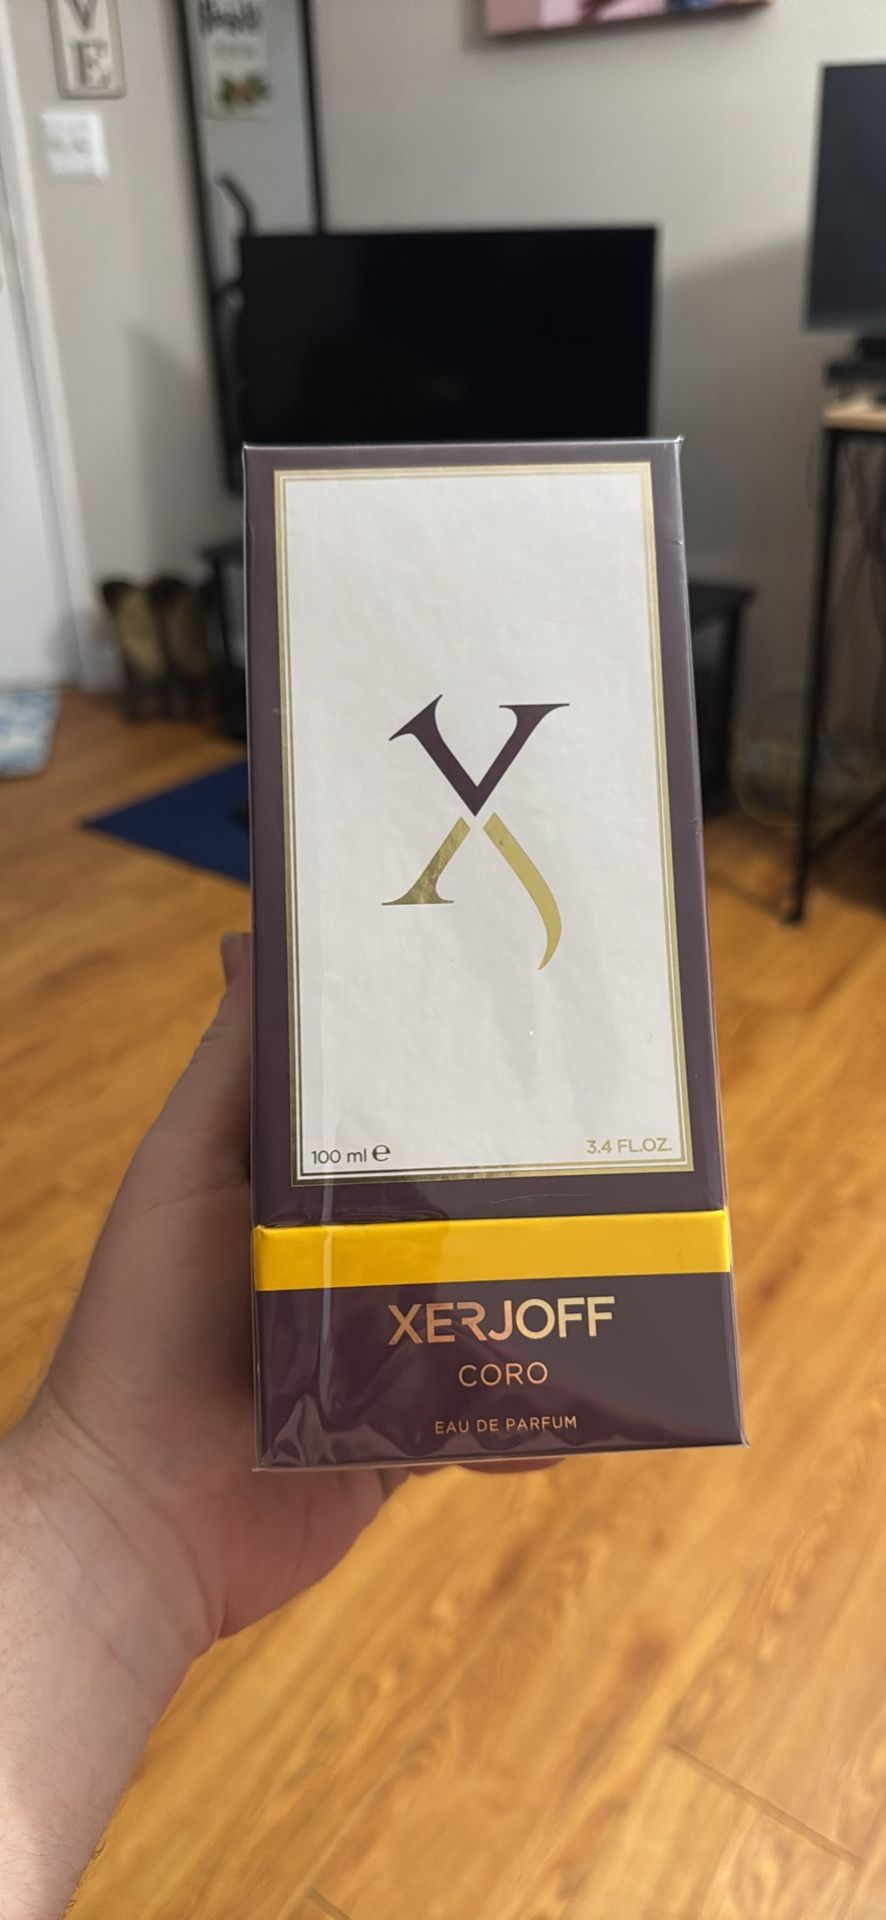 V
E
X
100 ml ℮
3.4 FL.OZ.
XERJOFF
CORO
EAU DE PARFUM